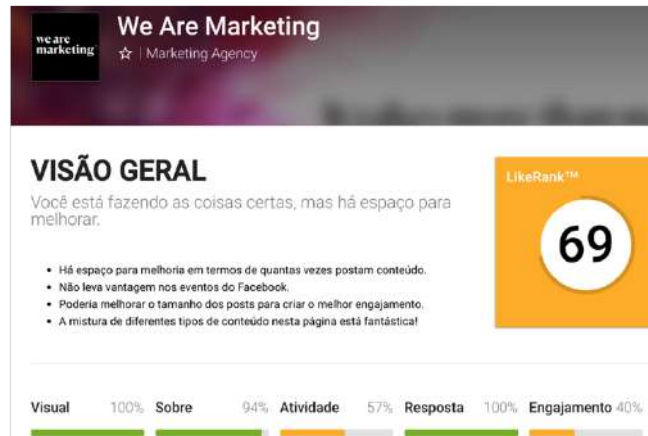 we are
marketing
We Are Marketing
☆ | Marketing Agency
VISÃO GERAL
Você está fazendo as coisas certas, mas há espaço para
melhorar.
• Há espaço para melhoria em termos de quantas vezes postam conteúdo.
• Não leva vantagem nos eventos do Facebook.
• Poderia melhorar o tamanho dos posts para criar o melhor engajamento.
• A mistura de diferentes tipos de conteúdo nesta página está fantástica!
LikeRank™
69
Visual 100% Sobre 94% Atividade 57% Resposta 100% Engajamento 40%